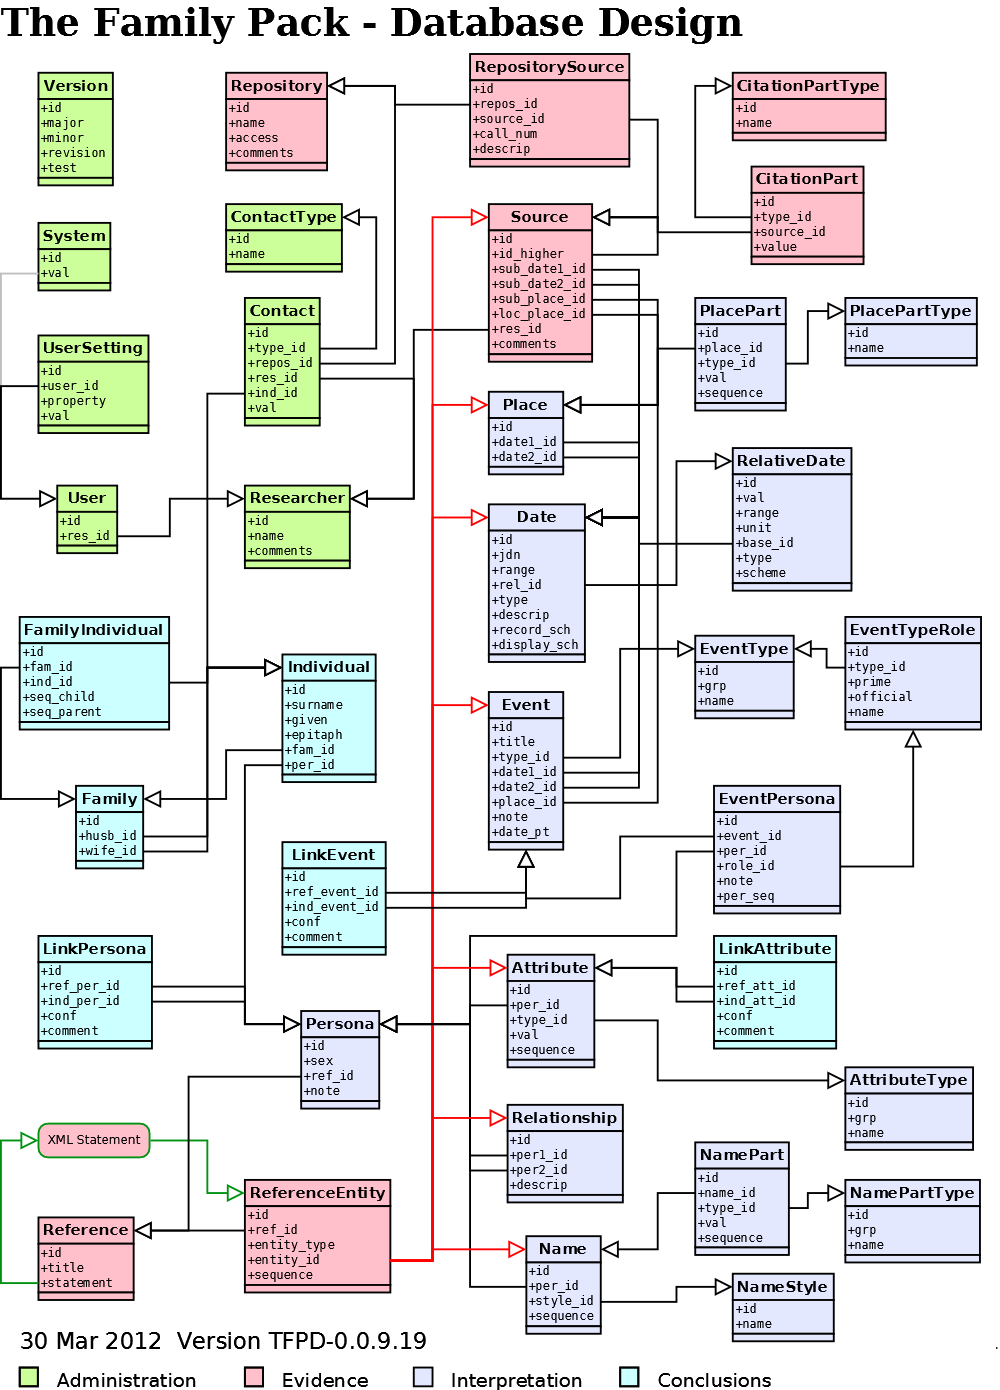 The Family Pack - Database Design
Version
+id
+major
+minor
+revision
+test
Repository
+id
+name
+access
+comments
RepositorySource
+id
+repos_id
+source_id
+call_num
+descrip
CitationPartType
+id
+name
CitationPart
+id
+type_id
+source_id
+value
System
+id
+val
ContactType
+id
+name
Source
+id
+id_higher
+sub_date1_id
+sub_date2_id
+sub_place_id
+loc_place_id
+res_id
+comments
Contact
+id
+type_id
+repos_id
+res_id
+ind_id
+val
PlacePart
+id
+place_id
+type_id
+val
+sequence
PlacePartType
+id
+name
UserSetting
+id
+user_id
+property
+val
Place
+id
+date1_id
+date2_id
RelativeDate
+id
+val
+range
+unit
+base_id
+type
+scheme
User
+id
+res_id
Researcher
+id
+name
+comments
Date
+id
+jdn
+range
+rel_id
+type
+descrip
+record_sch
+display_sch
FamilyIndividual
+id
+fam_id
+ind_id
+seq_child
+seq_parent
Individual
+id
+surname
+given
+epitaph
+fam_id
+per_id
EventType
+id
+grp
+name
EventTypeRole
+id
+type_id
+prime
+official
+name
Event
+id
+title
+type_id
+date1_id
+date2_id
+place_id
+note
+date_pt
Family
+id
+husb_id
+wife_id
EventPersona
+id
+event_id
+per_id
+role_id
+note
+per_seq
LinkEvent
+id
+ref_event_id
+ind_event_id
+conf
+comment
LinkPersona
+id
+ref_per_id
+ind_per_id
+conf
+comment
Attribute
+id
+per_id
+type_id
+val
+sequence
LinkAttribute
+id
+ref_att_id
+ind_att_id
+conf
+comment
Persona
+id
+sex
+ref_id
+note
AttributeType
+id
+grp
+name
XML Statement
Relationship
+id
+per1_id
+per2_id
+descrip
NamePart
+id
+name_id
+type_id
+val
+sequence
NamePartType
+id
+grp
+name
ReferenceEntity
+id
+ref_id
+entity_type
+entity_id
+sequence
Reference
+id
+title
+statement
Name
+id
+per_id
+style_id
+sequence
NameStyle
+id
+name
30 Mar 2012  Version TFPD-0.0.9.19
Administration
Evidence
Interpretation
Conclusions